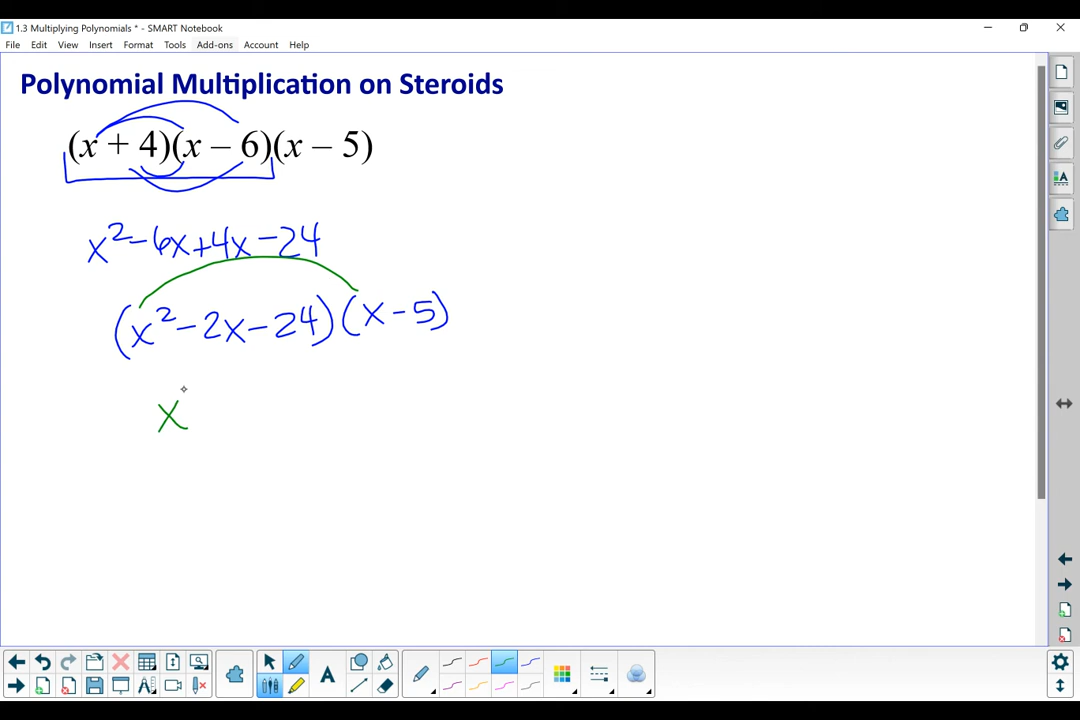 1.3 Multiplying Polynomials * - SMART Notebook
File Edit View Insert Format Tools Add-ons Account Help
Polynomial Multiplication on Steroids
(x + 4)(x – 6)(x – 5)
x² - 6x + 4x - 24
(x² - 2x - 24)(x - 5)
x
A